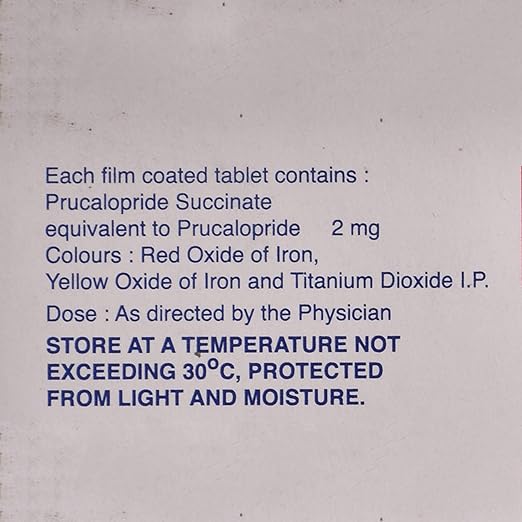 Each film coated tablet contains :
Prucalopride Succinate
equivalent to Prucalopride 2 mg
Colours : Red Oxide of Iron,
Yellow Oxide of Iron and Titanium Dioxide I.P.
Dose : As directed by the Physician
STORE AT A TEMPERATURE NOT
EXCEEDING 30°C, PROTECTED
FROM LIGHT AND MOISTURE.